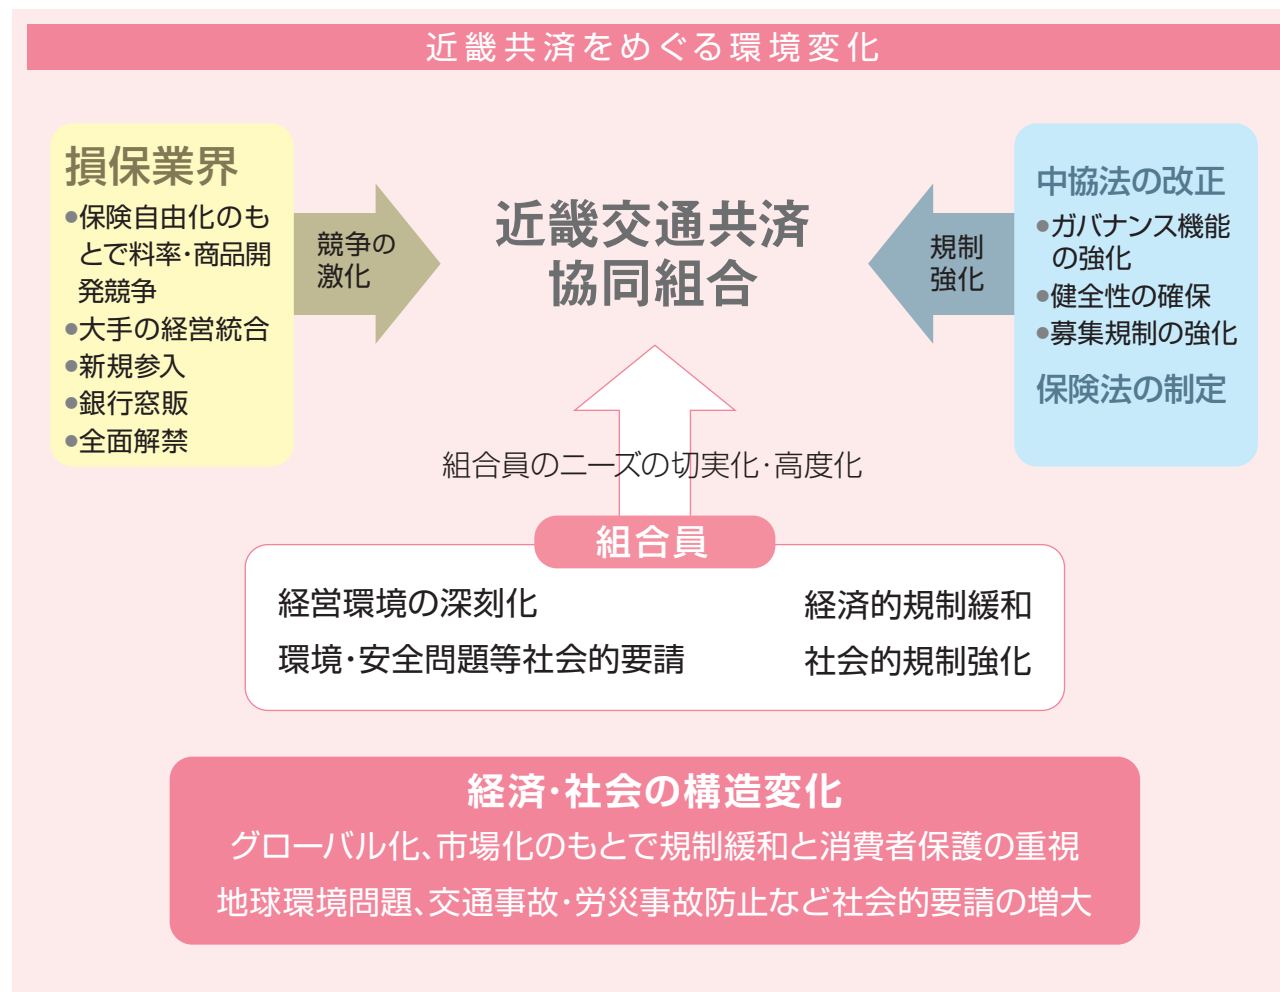 近畿共済をめぐる環境変化
損保業界
●保険自由化のも
とで料率・商品開
発競争
●大手の経営統合
●新規参入
●銀行窓販
●全面解禁
競争の
激化
近畿交通共済
協同組合
規制
強化
中協法の改正
●ガバナンス機能
の強化
●健全性の確保
●募集規制の強化
保険法の制定
組合員のニーズの切実化・高度化
組合員
経営環境の深刻化
環境・安全問題等社会的要請
経済的規制緩和
社会的規制強化
経済・社会の構造変化
グローバル化、市場化のもとで規制緩和と消費者保護の重視
地球環境問題、交通事故・労災事故防止など社会的要請の増大